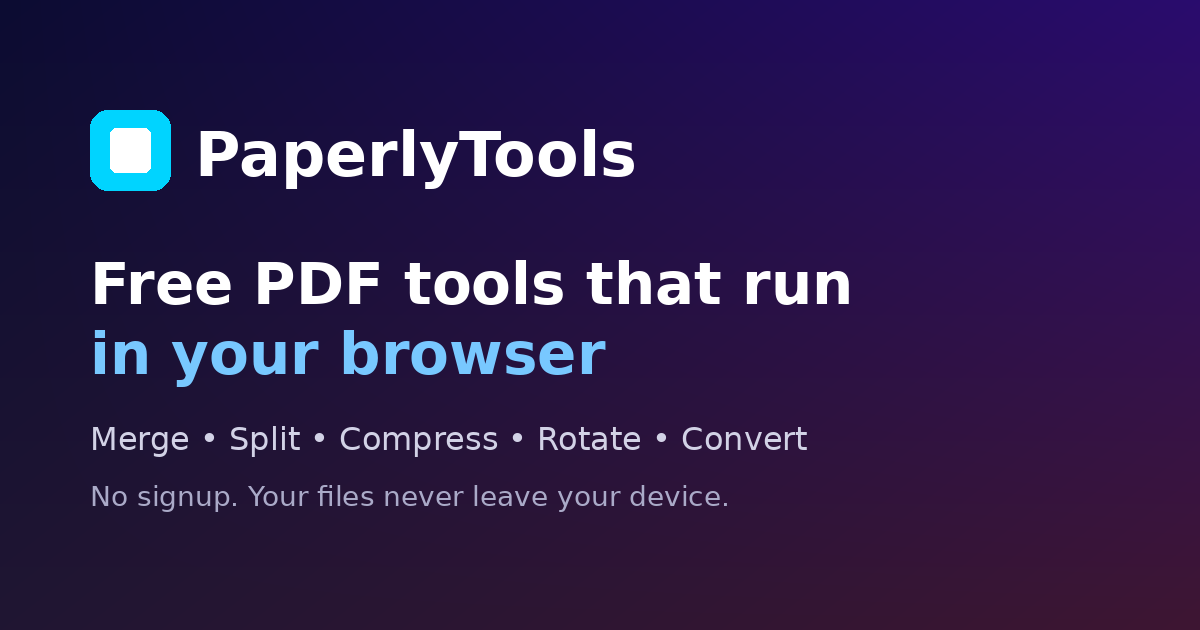 PaperlyTools
Free PDF tools that run
in your browser
Merge • Split • Compress • Rotate • Convert
No signup. Your files never leave your device.